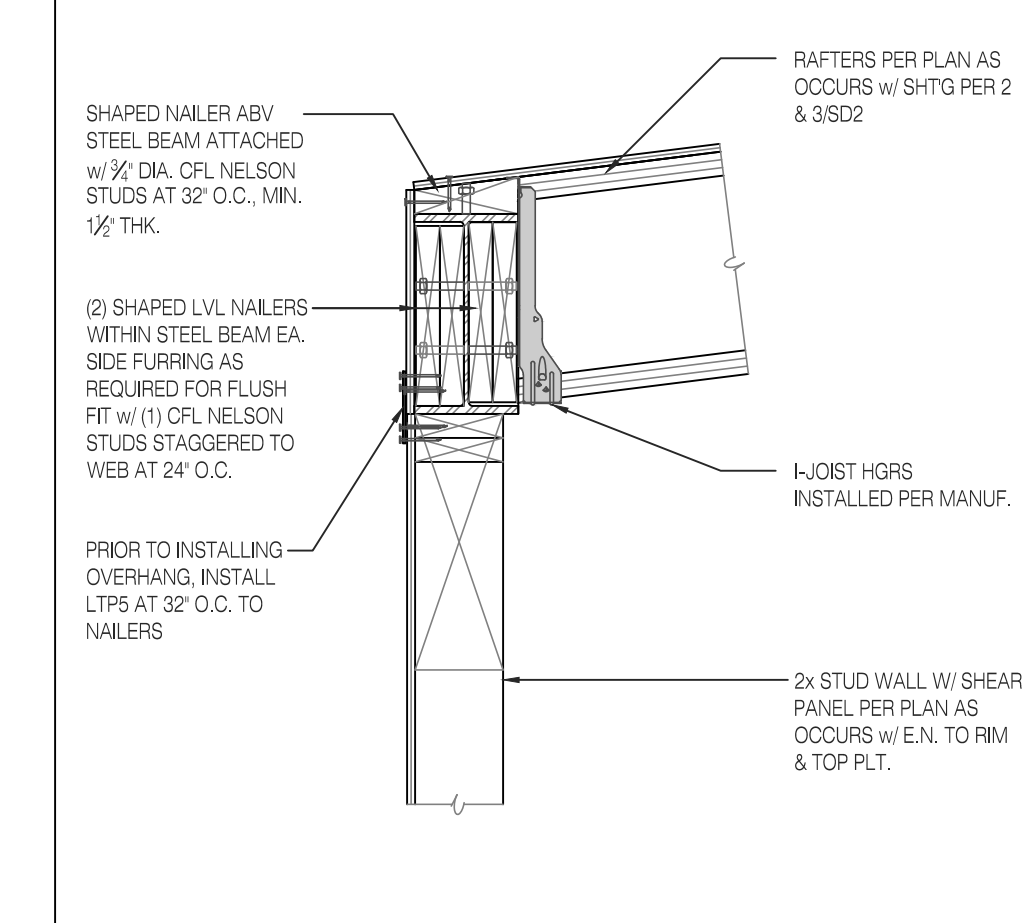 SHAPED NAILER ABV
STEEL BEAM ATTACHED
w/ ¾" DIA. CFL NELSON
STUDS AT 32" O.C., MIN.
1½" THK.
(2) SHAPED LVL NAILERS
WITHIN STEEL BEAM EA.
SIDE FURRING AS
REQUIRED FOR FLUSH
FIT w/ (1) CFL NELSON
STUDS STAGGERED TO
WEB AT 24" O.C.
PRIOR TO INSTALLING
OVERHANG, INSTALL
LTP5 AT 32" O.C. TO
NAILERS
RAFTERS PER PLAN AS
OCCURS w/ SHT'G PER 2
& 3/SD2
I-JOIST HGRS
INSTALLED PER MANUF.
2x STUD WALL W/ SHEAR
PANEL PER PLAN AS
OCCURS w/ E.N. TO RIM
& TOP PLT.